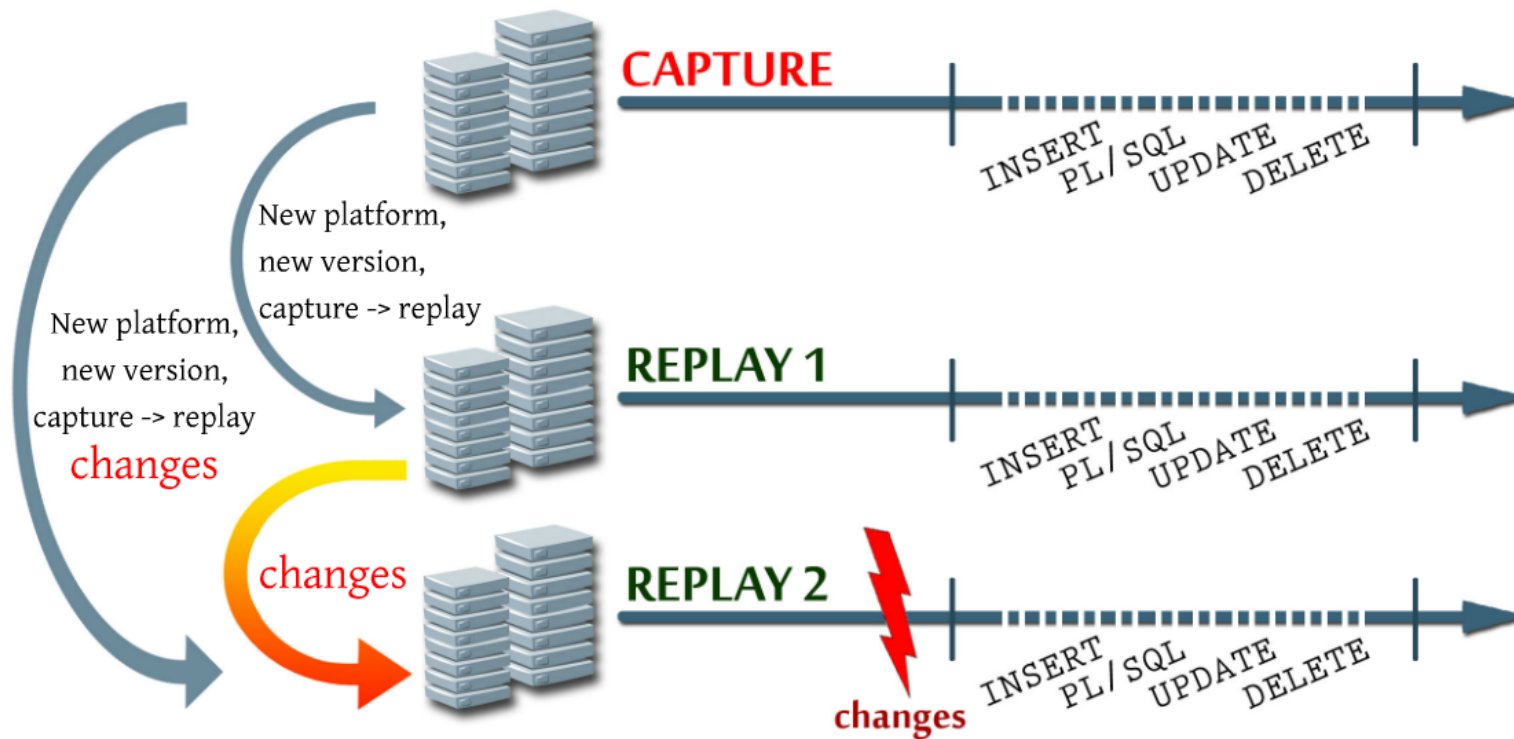 CAPTURE
INSERT
PL/SQL
UPDATE
DELETE
New platform,
new version,
capture -> replay
New platform,
new version,
capture -> replay
changes
REPLAY 1
INSERT
PL/SQL
UPDATE
DELETE
changes
REPLAY 2
changes
INSERT
PL/SQL
UPDATE
DELETE